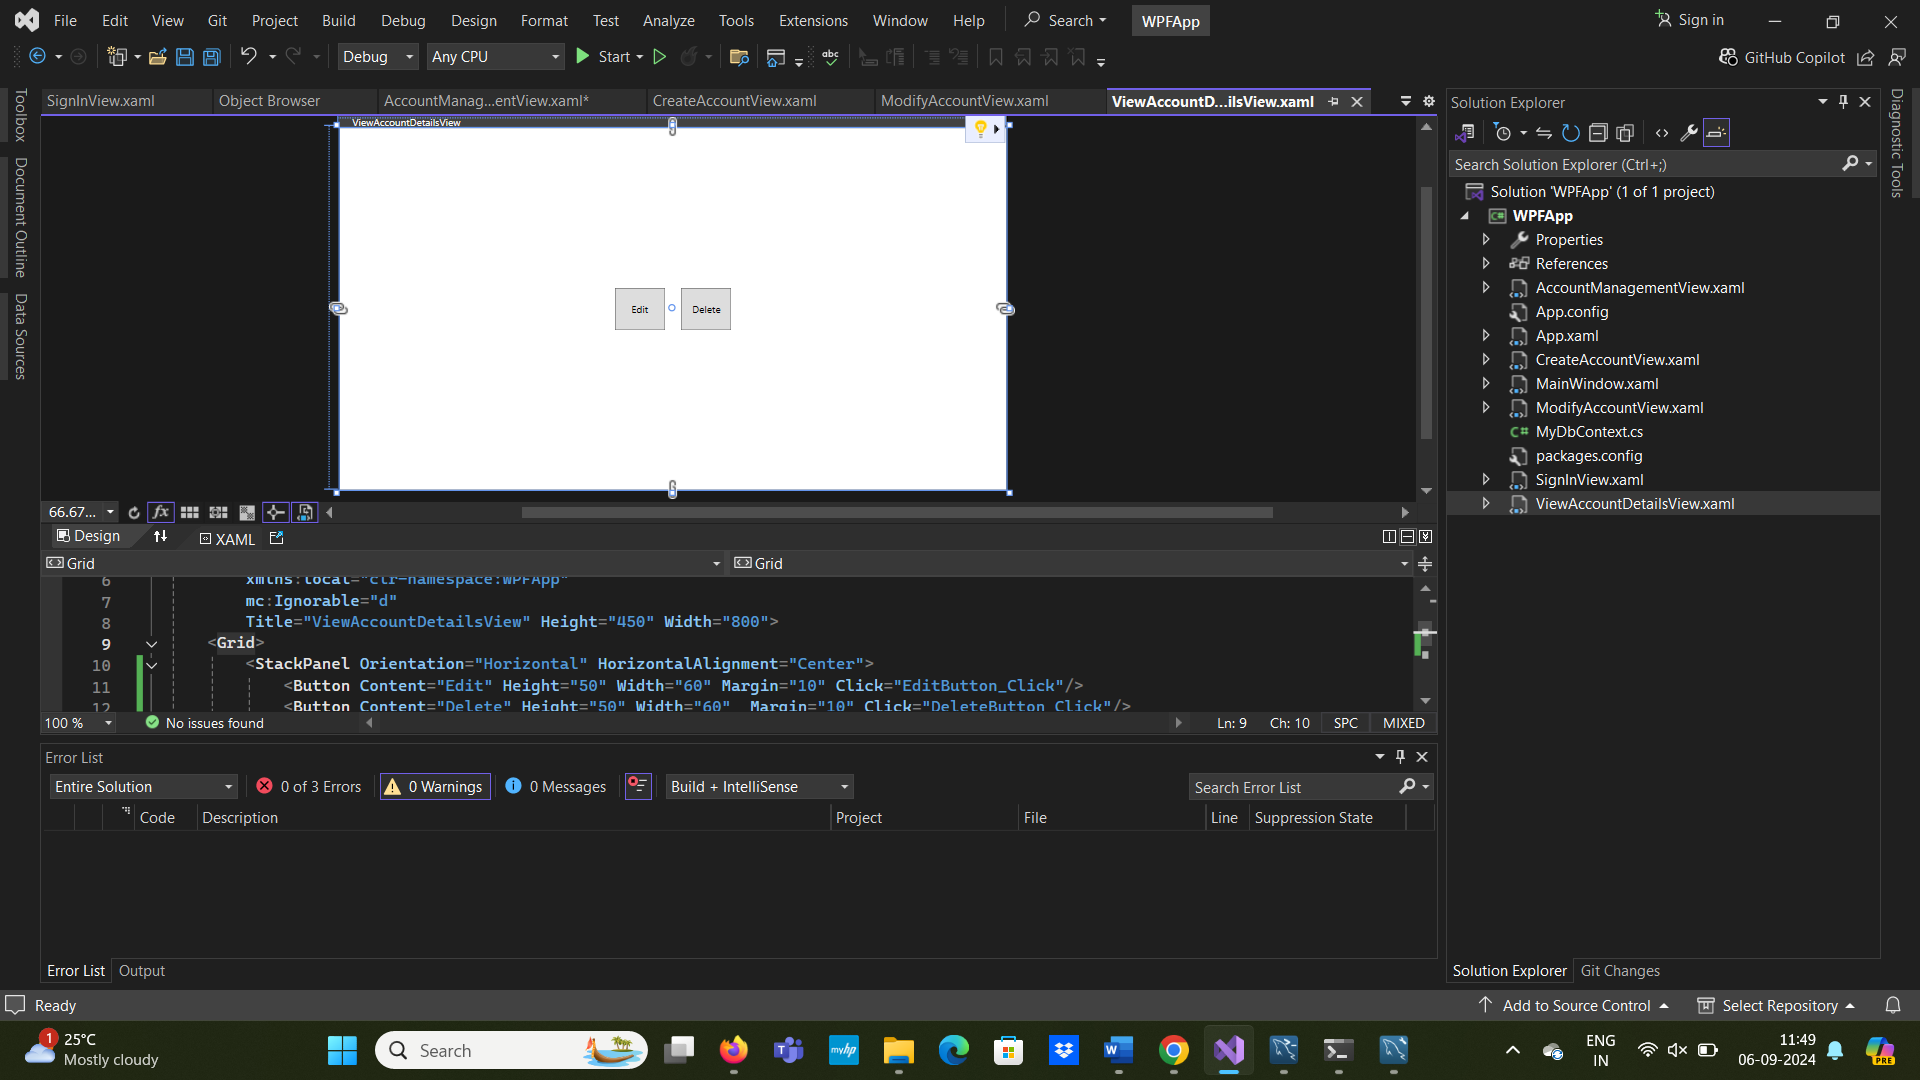 File Edit View Git Project Build Debug Design Format Test Analyze Tools Extensions Window Help Search WPFApp Sign in
Debug Any CPU Start abc GitHub Copilot
Toolbox
Document Outline
Data Sources
SignInView.xaml Object Browser AccountManag...entView.xaml* CreateAccountView.xaml ModifyAccountView.xaml ViewAccountD...ilsView.xaml
ViewAccountDetailsView
Edit Delete
66.67...
Design XAML
Grid Grid
6 xmlns:local="clr-namespace:WPFApp"
7 mc:Ignorable="d"
8 Title="ViewAccountDetailsView" Height="450" Width="800">
9 <Grid>
10 <StackPanel Orientation="Horizontal" HorizontalAlignment="Center">
11 <Button Content="Edit" Height="50" Width="60" Margin="10" Click="EditButton_Click"/>
12 <Button Content="Delete" Height="50" Width="60"  Margin="10" Click="DeleteButton_Click"/>
100 % No issues found Ln: 9 Ch: 10 SPC MIXED
Error List
Entire Solution 0 of 3 Errors 0 Warnings 0 Messages Build + IntelliSense Search Error List
Code Description Project File Line Suppression State
Error List Output
Solution Explorer
Search Solution Explorer (Ctrl+;)
Solution 'WPFApp' (1 of 1 project)
C# WPFApp
Properties
References
AccountManagementView.xaml
App.config
App.xaml
CreateAccountView.xaml
MainWindow.xaml
ModifyAccountView.xaml
C# MyDbContext.cs
packages.config
SignInView.xaml
ViewAccountDetailsView.xaml
Solution Explorer Git Changes
Diagnostic Tools
Ready Add to Source Control Select Repository
1 25°C
Mostly cloudy
Search
myhp
ENG
IN
11:49
06-09-2024
PRE